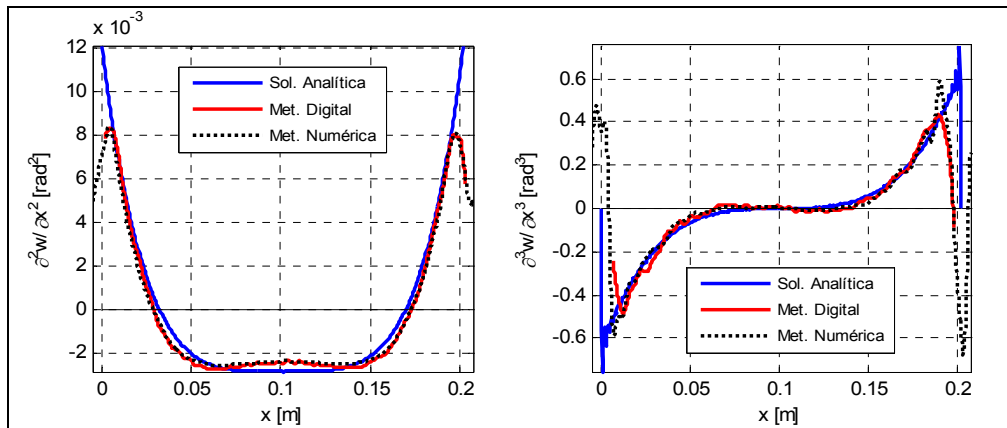 x 10⁻³
12
10
8
6
4
2
0
-2
0 0.05 0.1 0.15 0.2
x [m]
∂²w/ ∂x² [rad²]
Sol. Analítica
Met. Digital
Met. Numérica
0.6
0.4
0.2
0
-0.2
-0.4
-0.6
0 0.05 0.1 0.15 0.2
x [m]
∂³w/ ∂x³ [rad³]
Sol. Analítica
Met. Digital
Met. Numérica